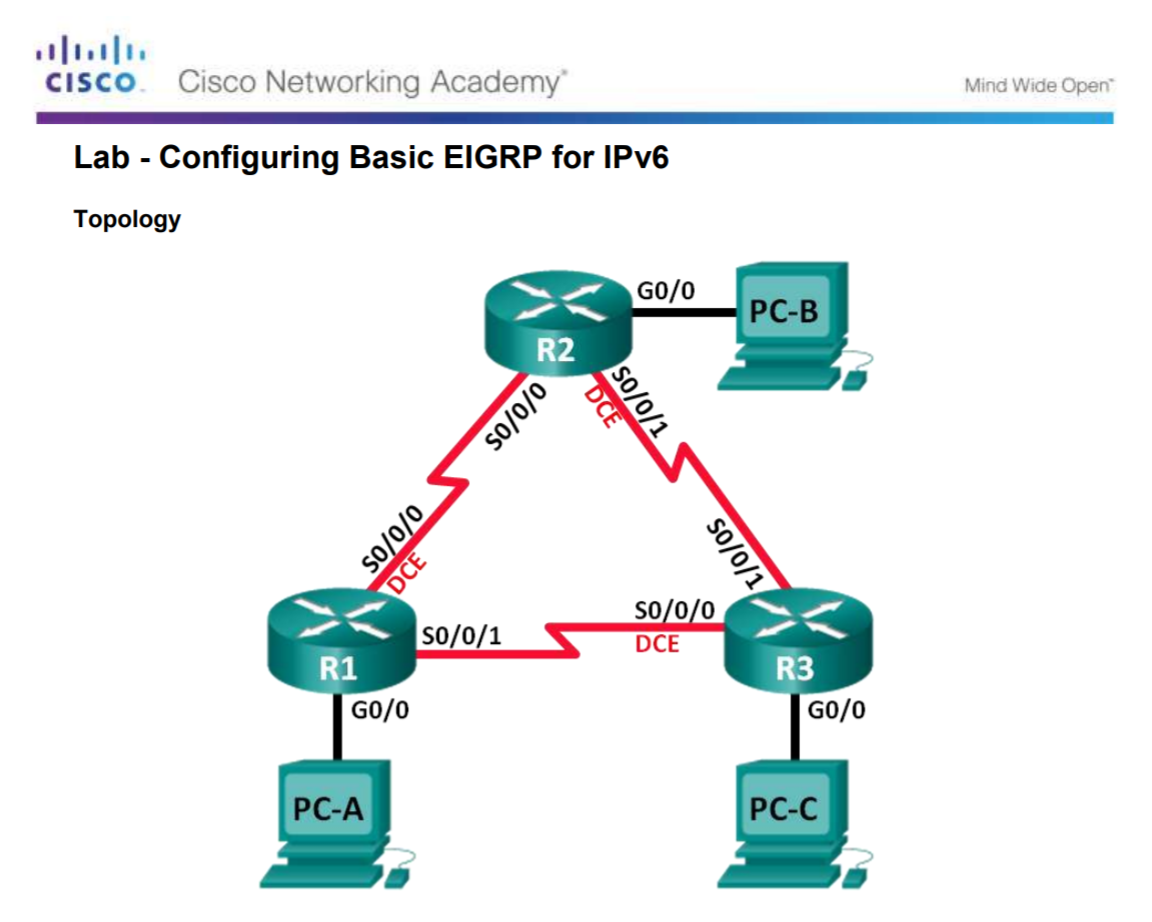 CISCO. Cisco Networking Academy® Mind Wide Open™
Lab - Configuring Basic EIGRP for IPv6
Topology
G0/0
PC-B
R2
S0/0/0
DCE
S0/0/1
S0/0/0
DCE
S0/0/1
S0/0/0
S0/0/1
DCE
R1
R3
G0/0
G0/0
PC-A
PC-C